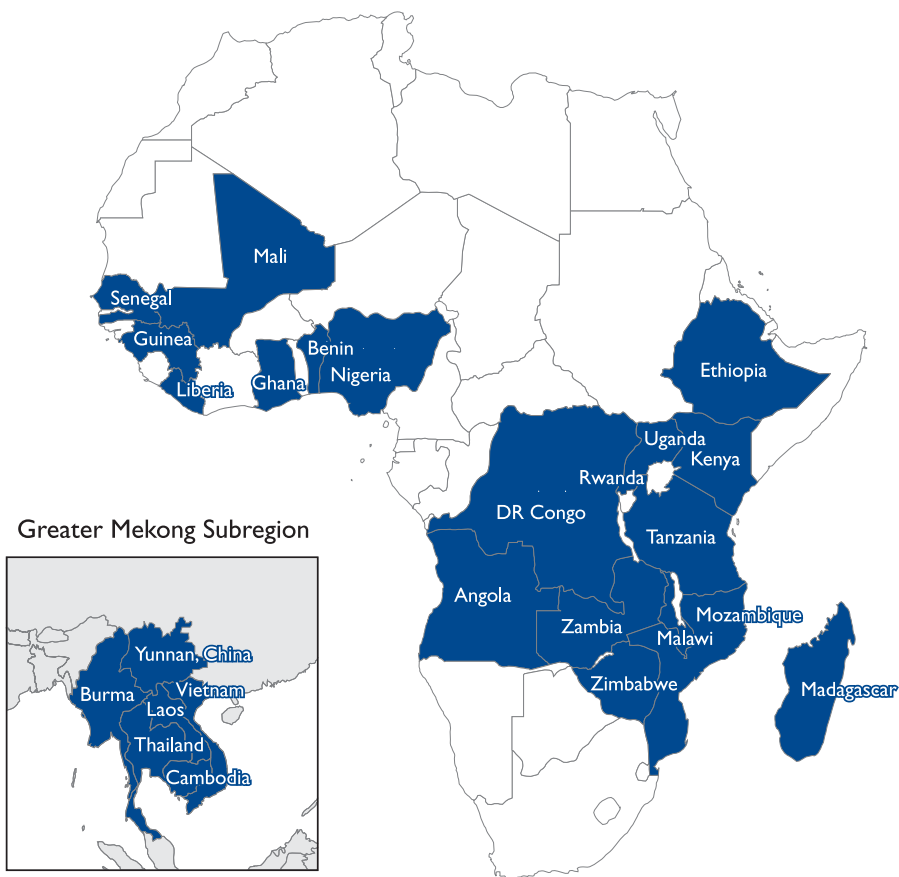 Mali
Senegal
Guinea
Benin
Liberia
Ghana
Nigeria
Ethiopia
Uganda
Kenya
Rwanda
DR Congo
Tanzania
Angola
Mozambique
Zambia
Malawi
Zimbabwe
Madagascar
Greater Mekong Subregion
Yunnan, China
Burma
Vietnam
Laos
Thailand
Cambodia